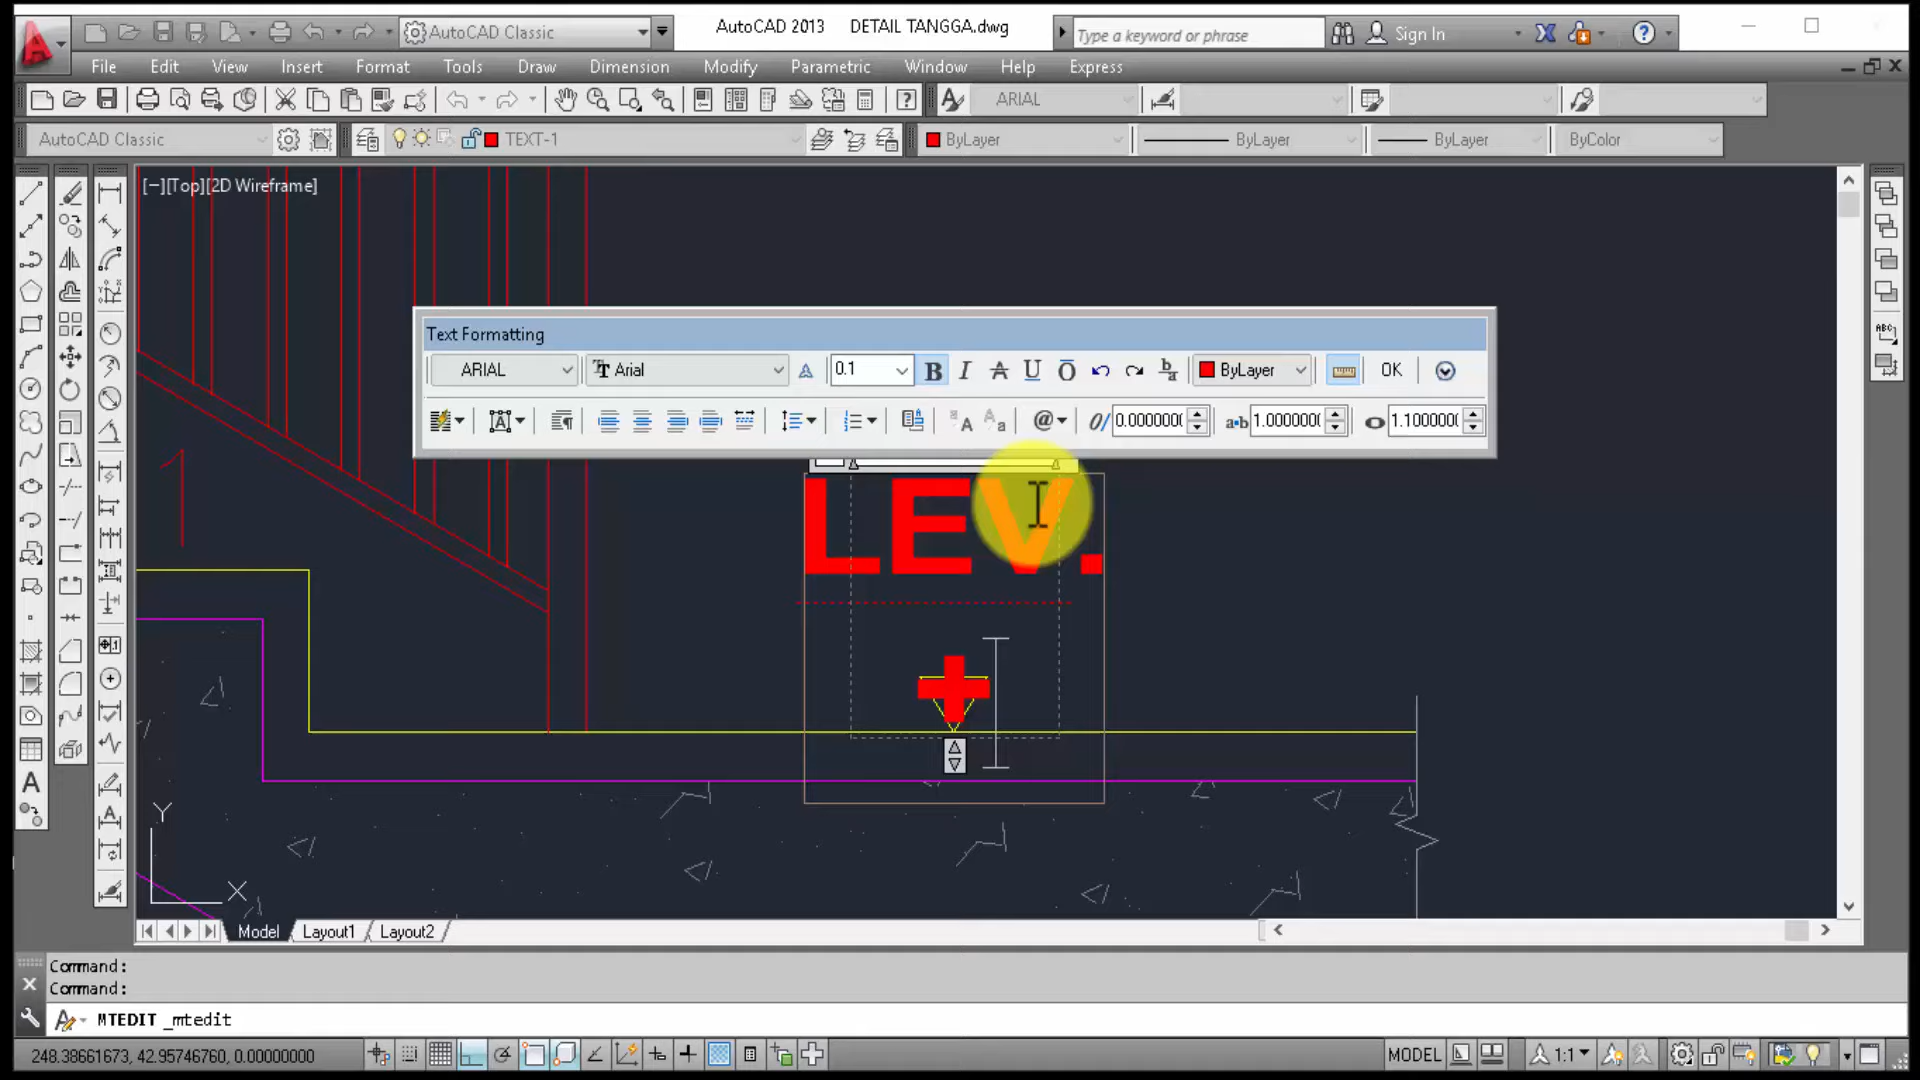 AutoCAD Classic
AutoCAD 2013 DETAIL TANGGA.dwg
Type a keyword or phrase
Sign In
File Edit View Insert Format Tools Draw Dimension Modify Parametric Window Help Express
ARIAL
AutoCAD Classic
TEXT-1
ByLayer
ByLayer
ByLayer
ByColor
[−][Top][2D Wireframe]
Text Formatting
ARIAL
Arial
0.1
B I A U O
ByLayer
OK
@
0/ 0.000000
a•b 1.000000
1.100000
LEV.
+
1
Y
X
Model Layout1 Layout2
Command:
Command:
MTEDIT _mtedit
248.38661673, 42.95746760, 0.00000000
MODEL
1:1